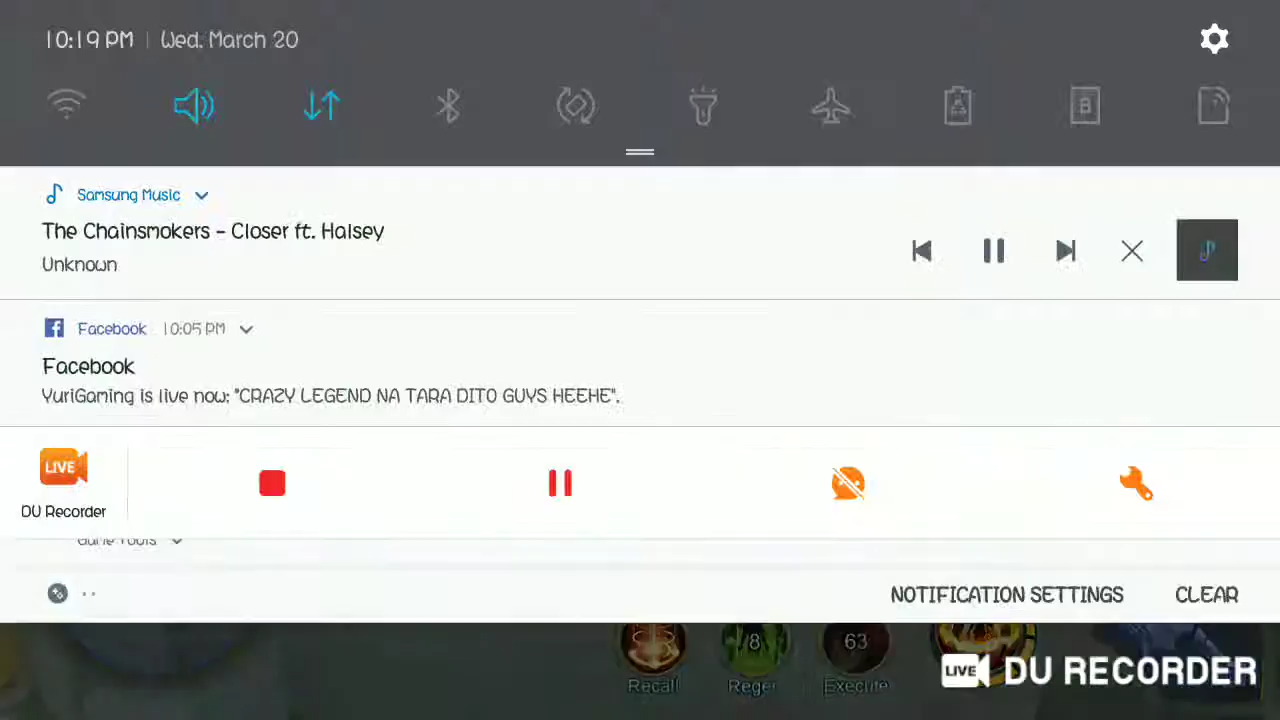 10:19 PM | Wed. March 20
Samsung Music
The Chainsmokers - Closer ft. Halsey
Unknown
Facebook 10:05 PM
Facebook
YuriGaming is live now: "CRAZY LEGEND NA TARA DITO GUYS HEEHE".
LIVE
DU Recorder
Game Tools
NOTIFICATION SETTINGS CLEAR
8 63
Recall Regen Execute
LIVE DU RECORDER